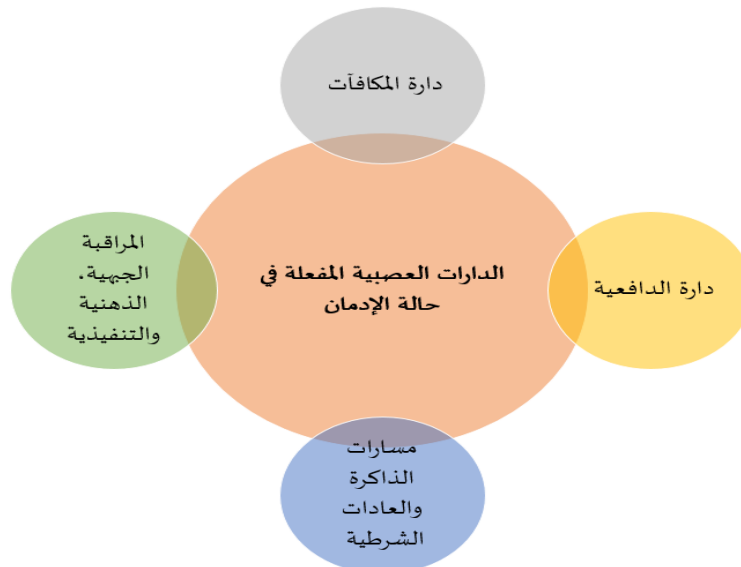 دارة المكافآت
الدارات العصبية المفعلة في
حالة الإدمان
دارة الدافعية
المراقبة
الجبهية،
الذهنية
والتنفيذية
مسارات
الذاكرة
والعادات
الشرطية